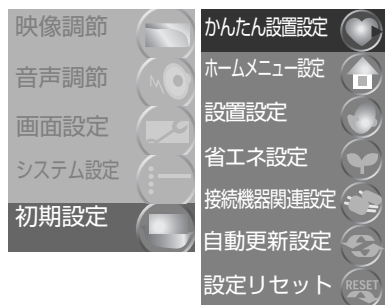 映像調節
音声調節
画面設定
システム設定
初期設定
かんたん設置設定
ホームメニュー設定
設置設定
省エネ設定
接続機器関連設定
自動更新設定
設定リセット
RESET